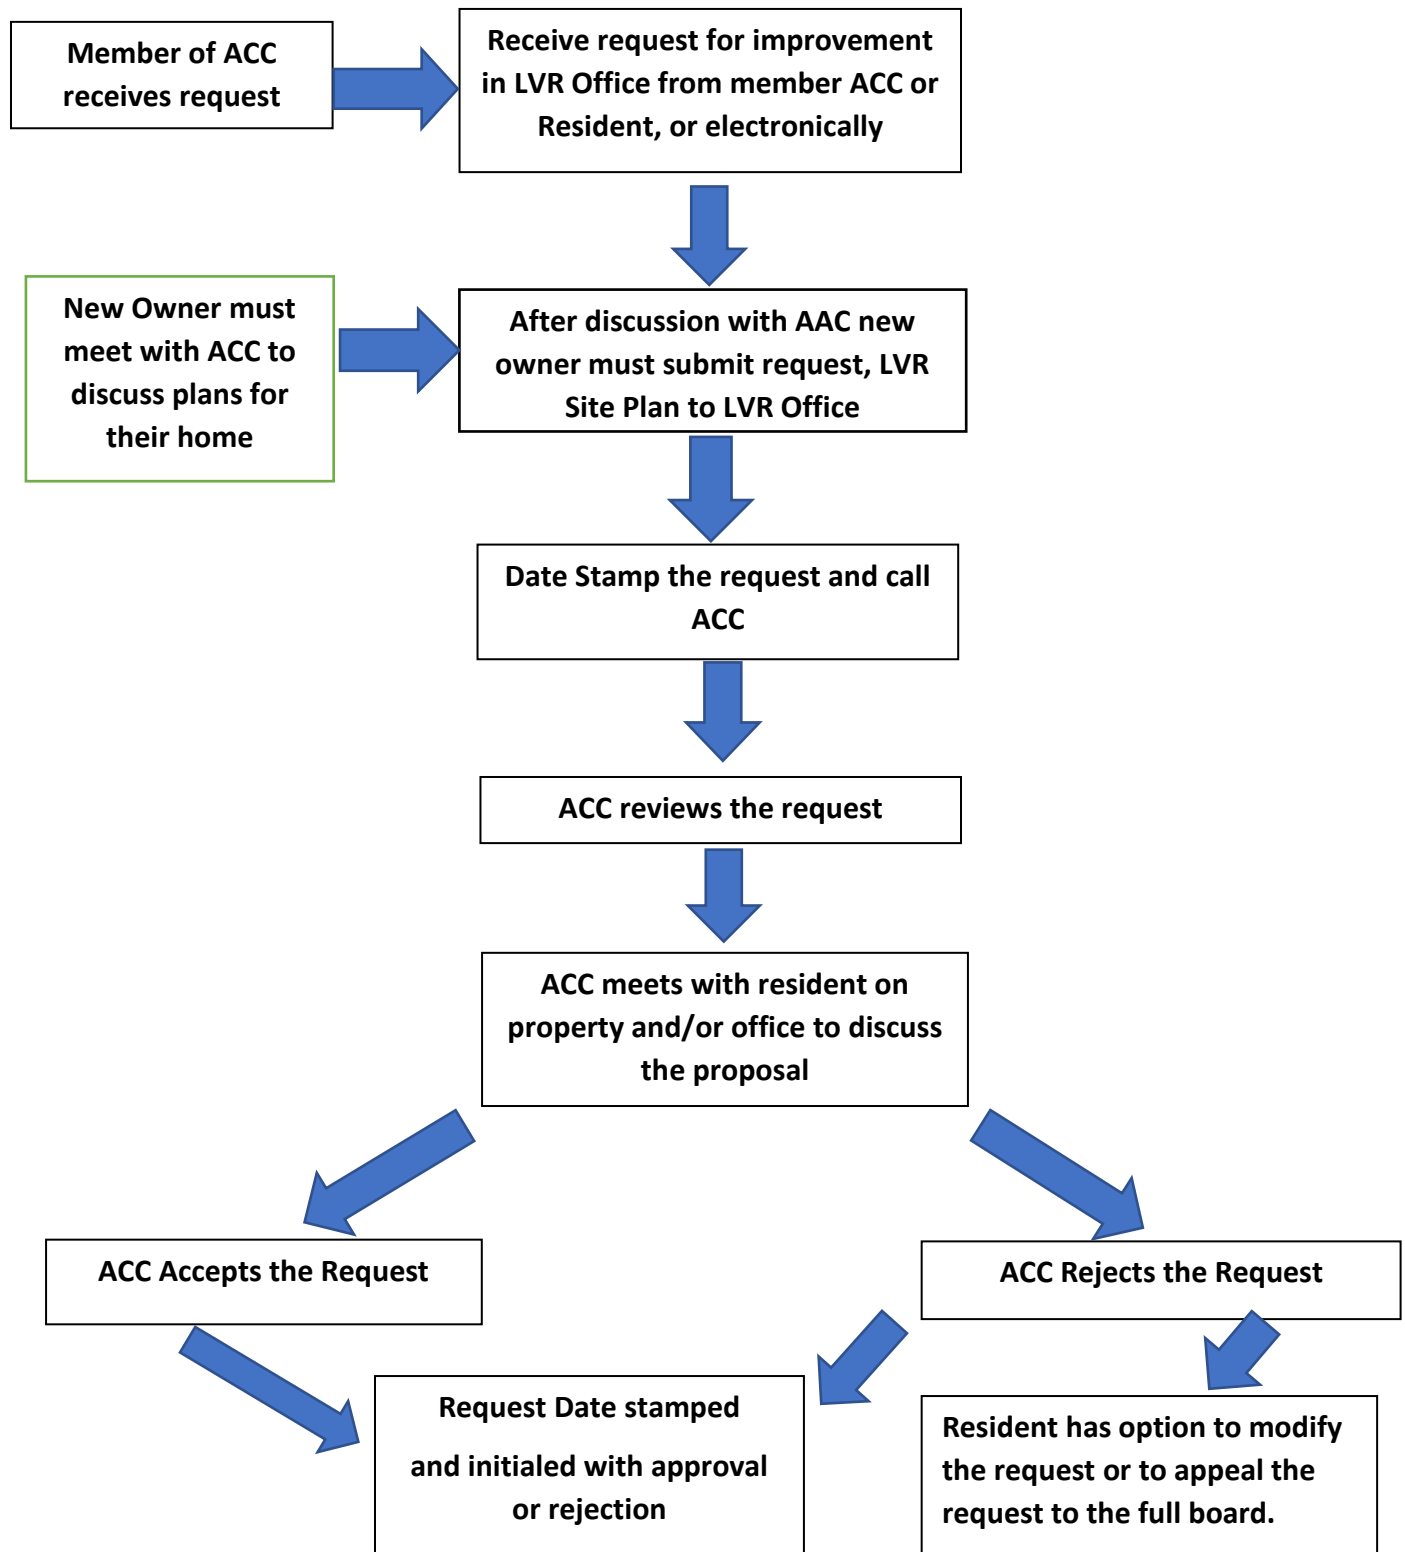 Member of ACC
receives request
Receive request for improvement
in LVR Office from member ACC or
Resident, or electronically
New Owner must
meet with ACC to
discuss plans for
their home
After discussion with AAC new
owner must submit request, LVR
Site Plan to LVR Office
Date Stamp the request and call
ACC
ACC reviews the request
ACC meets with resident on
property and/or office to discuss
the proposal
ACC Accepts the Request
ACC Rejects the Request
Request Date stamped
and initialed with approval
or rejection
Resident has option to modify
the request or to appeal the
request to the full board.